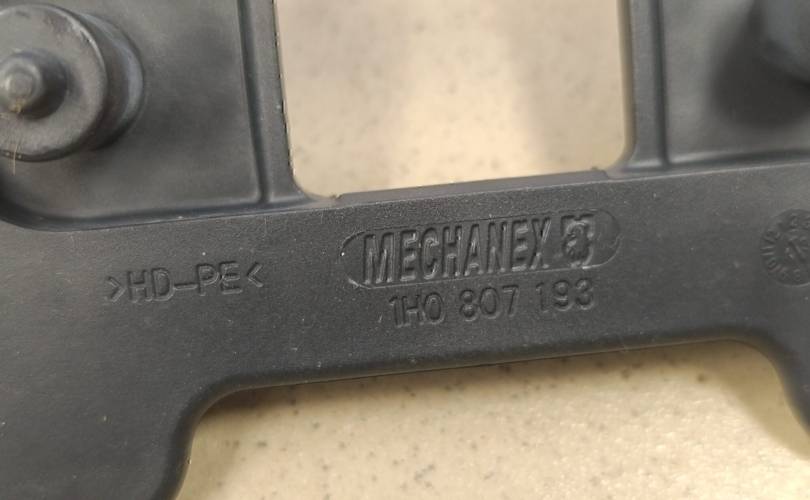 >HD-PE<
MECHANEX
1H0 807 193